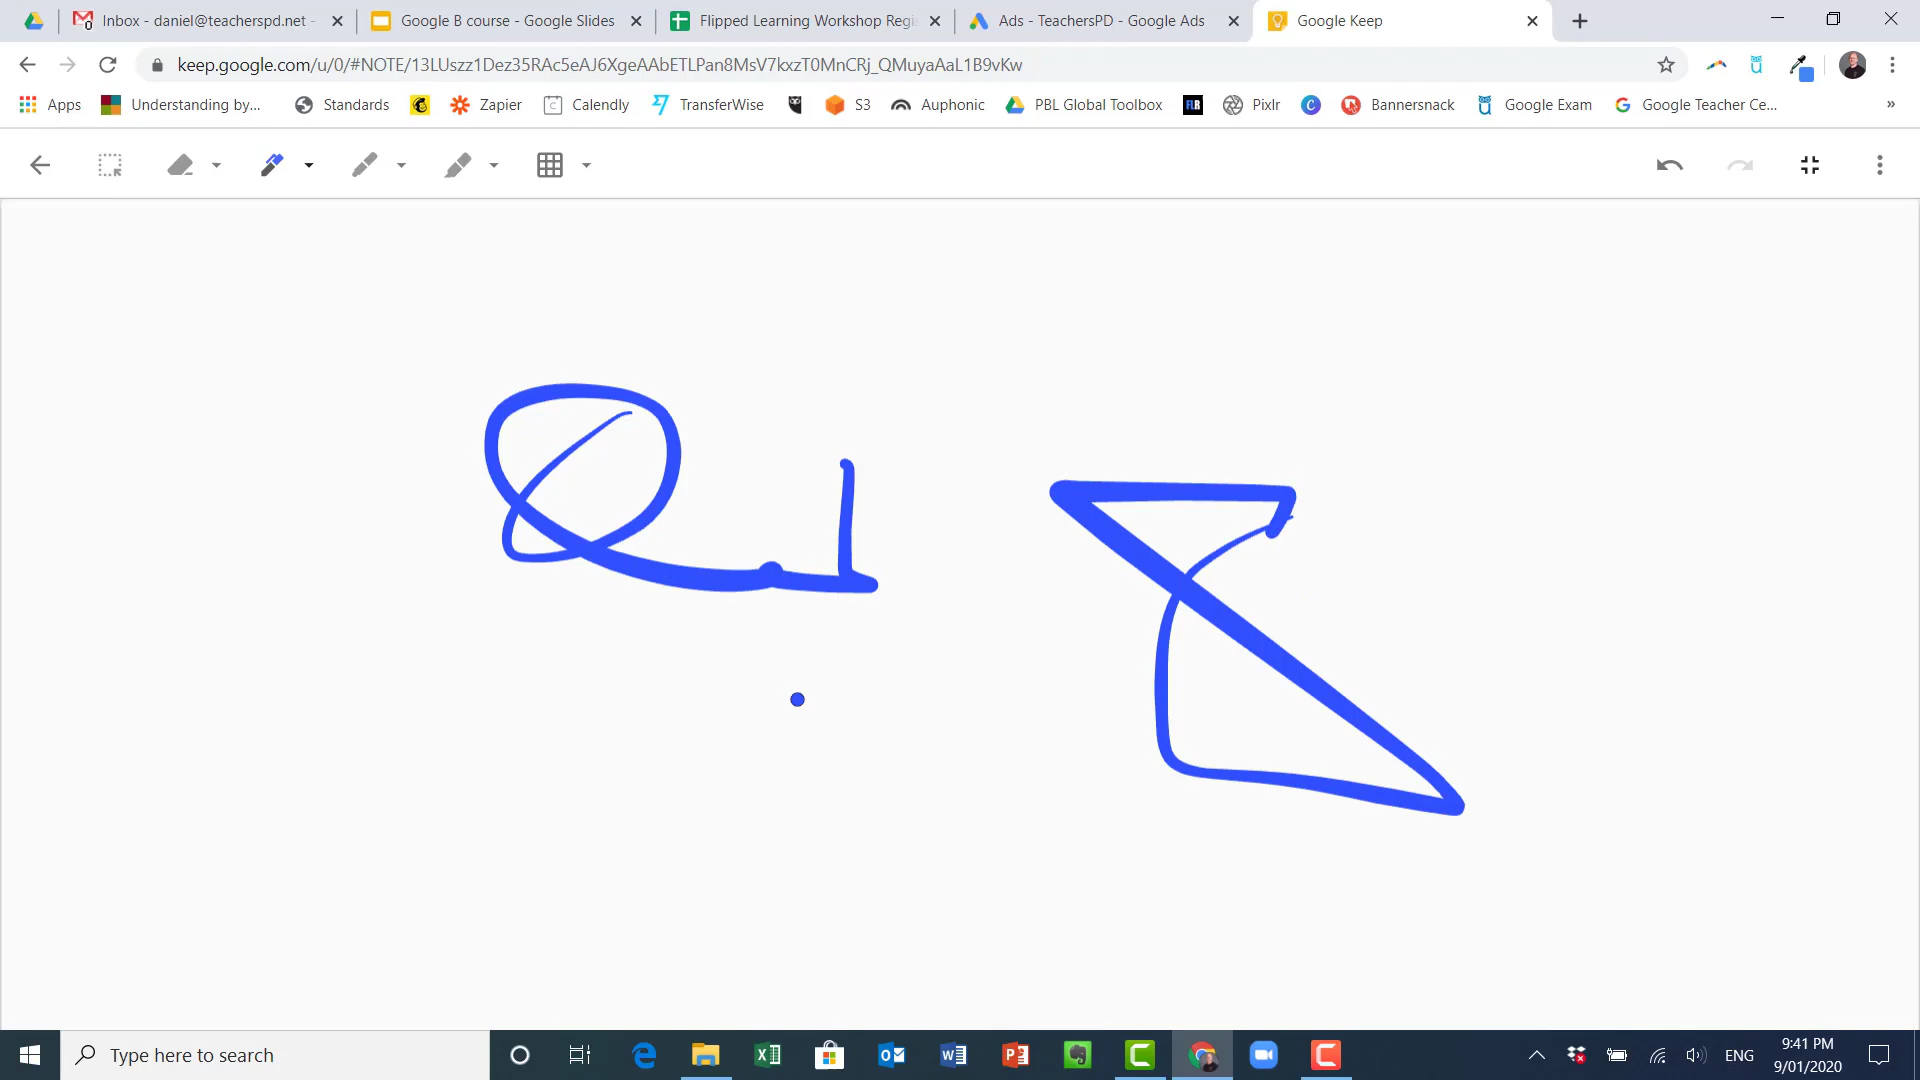 Inbox - daniel@teacherspd.net - Google B course - Google Slides Flipped Learning Workshop Regi Ads - TeachersPD - Google Ads Google Keep
keep.google.com/u/0/#NOTE/13LUszz1Dez35RAc5eAJ6XgeAAbETLPan8MsV7kxzT0MnCRj_QMuyaAaL1B9vKw
Apps Understanding by... Standards Zapier Calendly TransferWise S3 Auphonic PBL Global Toolbox FLR Pixlr Bannersnack Google Exam Google Teacher Ce... »
Type here to search ENG 9:41 PM
9/01/2020